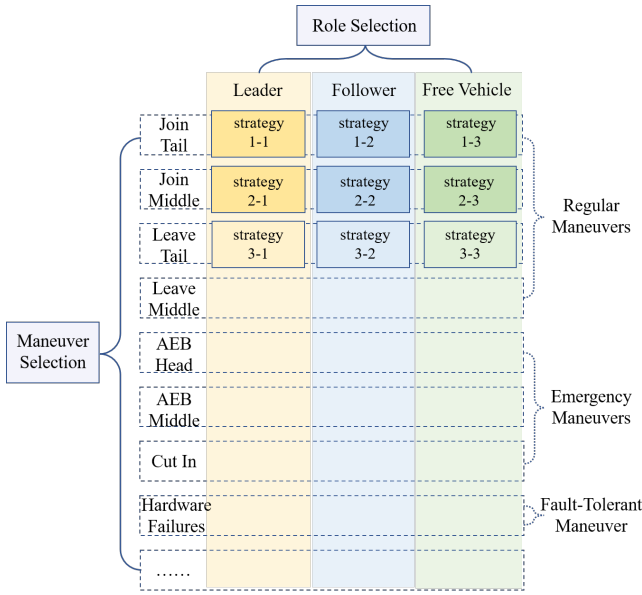 Role Selection
Leader
Follower
Free Vehicle
Join
Tail
strategy
1-1
strategy
1-2
strategy
1-3
Join
Middle
strategy
2-1
strategy
2-2
strategy
2-3
Leave
Tail
strategy
3-1
strategy
3-2
strategy
3-3
Regular
Maneuvers
Leave
Middle
Maneuver
Selection
AEB
Head
AEB
Middle
Emergency
Maneuvers
Cut In
Hardware
Failures
Fault-Tolerant
Maneuver
……